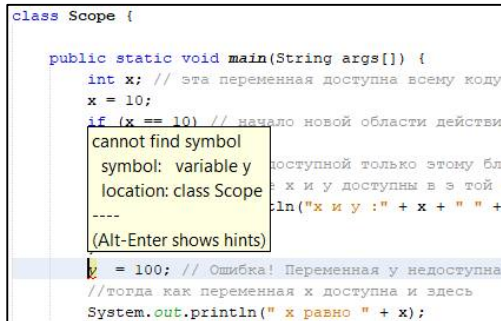 class Scope {
public static void main(String args[]) {
int x; // эта переменная доступна всему коду
x = 10;
if (x == 10) // начало новой области действи
cannot find symbol
symbol: variable y
location: class Scope
----
(Alt-Enter shows hints)
доступной только этому бл
е х и у доступны в э той
ln("x и y :" + x + " " +
}
y = 100; // Ошибка! Переменная у недоступна
//тогда как переменная х доступна и здесь
System.out.println(" x равно " + x);